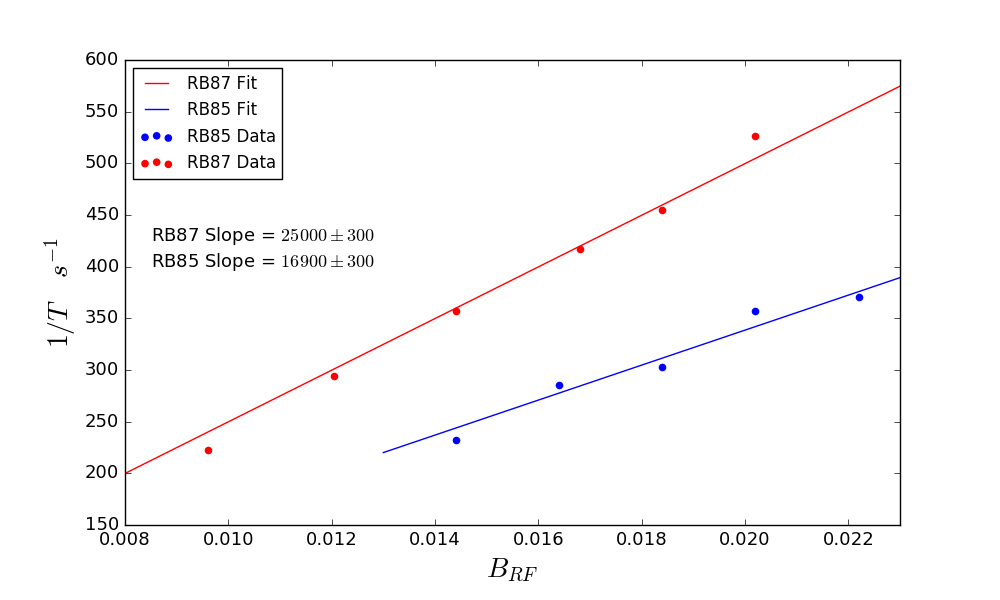 600
550
500
450
400
350
300
250
200
150
RB87 Fit
RB85 Fit
RB85 Data
RB87 Data
RB87 Slope = 25000 ± 300
RB85 Slope = 16900 ± 300
1/T s⁻¹
0.008 0.010 0.012 0.014 0.016 0.018 0.020 0.022
B_{RF}